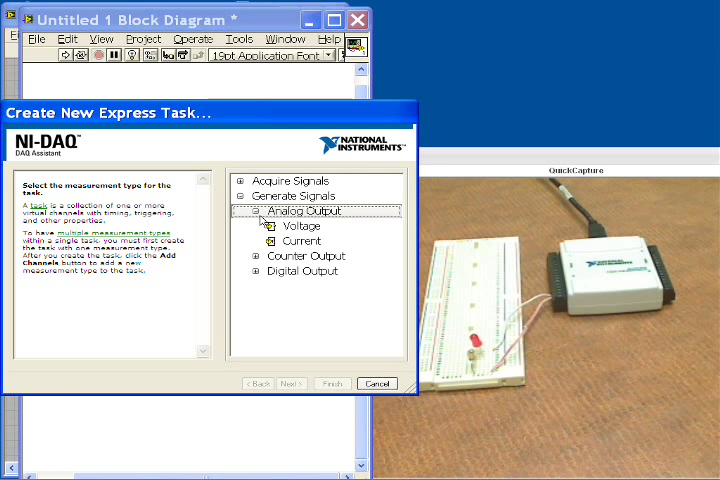 Untitled 1 Block Diagram *
File Edit View Project Operate Tools Window Help
19pt Application Font
Create New Express Task...
NI-DAQ™
DAQ Assistant
NATIONAL INSTRUMENTS™
Select the measurement type for the task.
A task is a collection of one or more virtual channels with timing, triggering, and other properties.
To have multiple measurement types within a single task, you must first create the task with one measurement type. After you create the task, click the Add Channels button to add a new measurement type to the task.
Acquire Signals
Generate Signals
Analog Output
Voltage
Current
Counter Output
Digital Output
< Back Next > Finish Cancel
QuickCapture
NATIONAL INSTRUMENTS